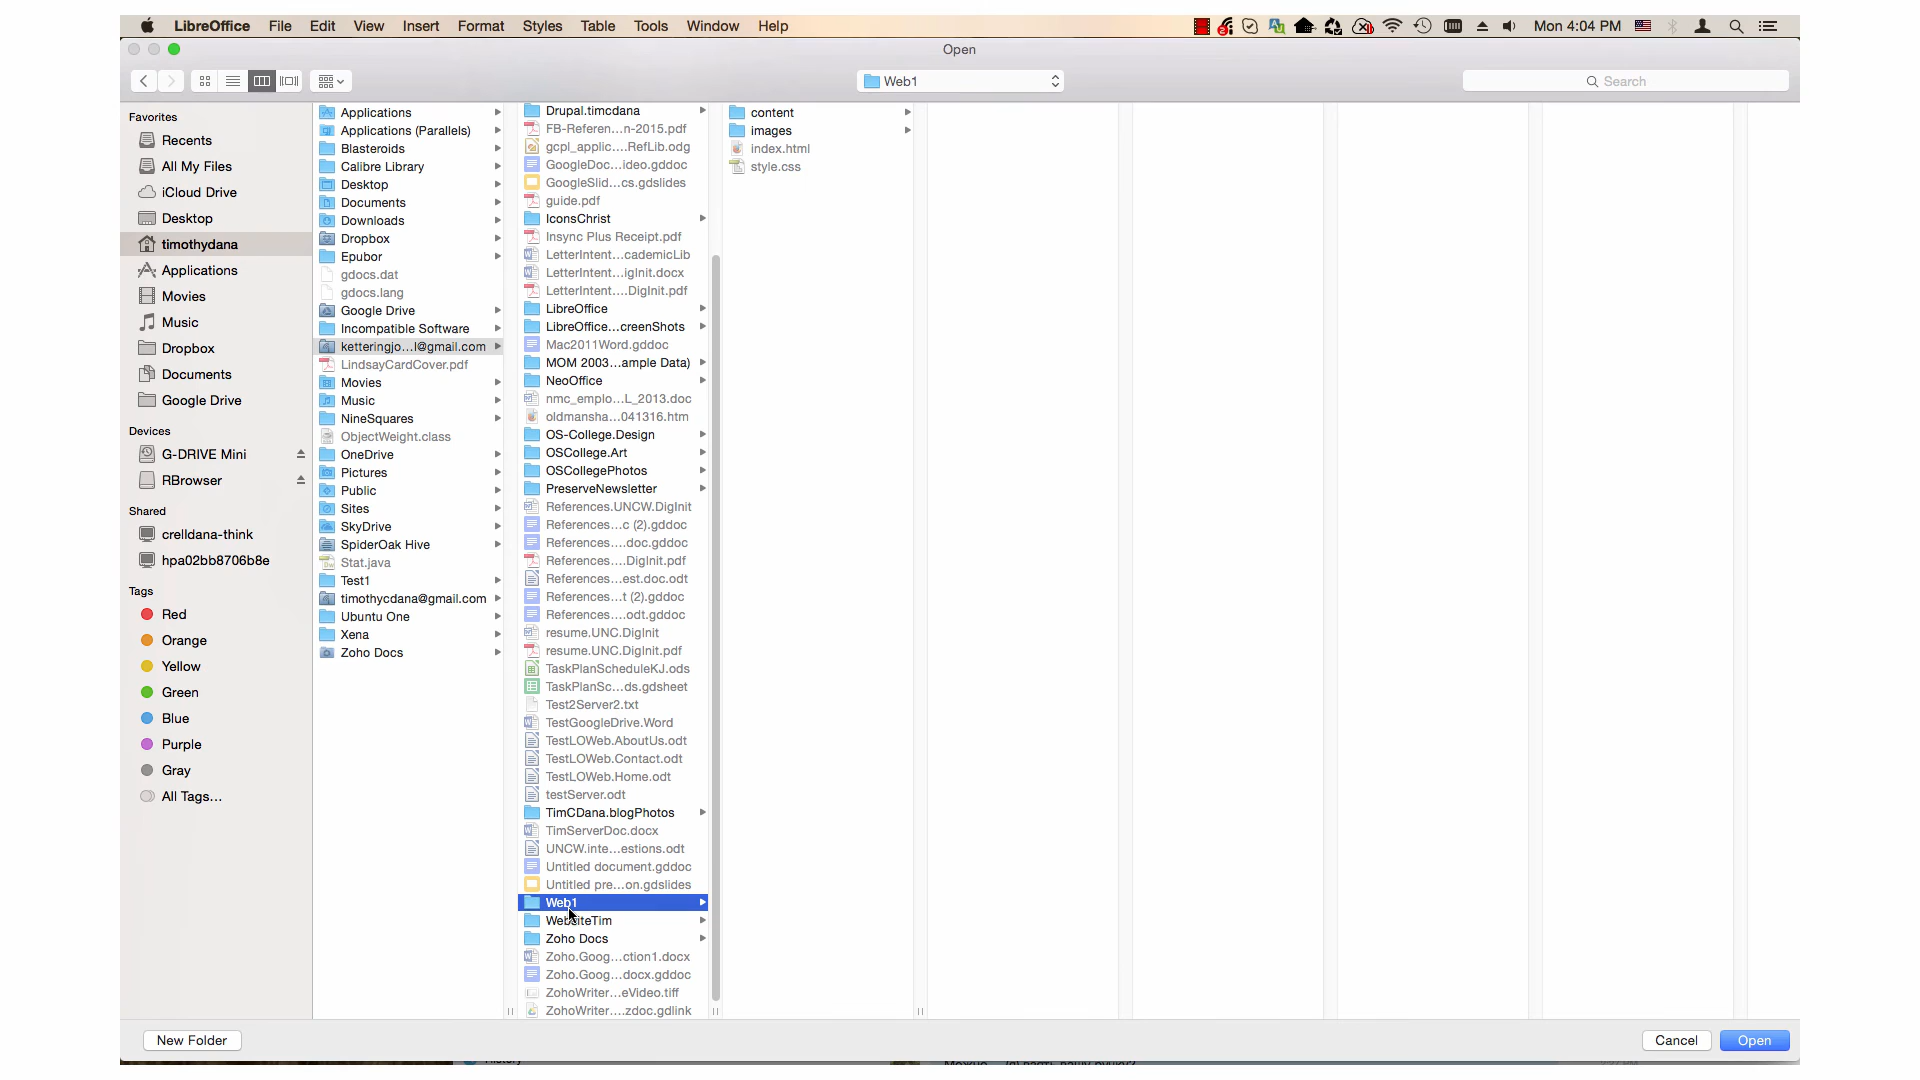 LibreOffice File Edit View Insert Format Styles Table Tools Window Help Mon 4:04 PM
Open
Web1
Search
Favorites
Recents
All My Files
iCloud Drive
Desktop
timothydana
Applications
Movies
Music
Dropbox
Documents
Google Drive
Devices
G-DRIVE Mini
RBrowser
Shared
crelldana-think
hpa02bb8706b8e
Tags
Red
Orange
Yellow
Green
Blue
Purple
Gray
All Tags...
Applications
Applications (Parallels)
Blasteroids
Calibre Library
Desktop
Documents
Downloads
Dropbox
Epubor
gdocs.dat
gdocs.lang
Google Drive
Incompatible Software
ketteringjo...l@gmail.com
LindsayCardCover.pdf
Movies
Music
NineSquares
ObjectWeight.class
OneDrive
Pictures
Public
Sites
SkyDrive
SpiderOak Hive
Stat.java
Test1
timothycdana@gmail.com
Ubuntu One
Xena
Zoho Docs
Drupal.timcdana
FB-Referen...n-2015.pdf
gcpl_applic....RefLib.odg
GoogleDoc...ideo.gddoc
GoogleSlid...cs.gdslides
guide.pdf
IconsChrist
Insync Plus Receipt.pdf
LetterIntent...cademicLib
LetterIntent...igInit.docx
LetterIntent....DigInit.pdf
LibreOffice
LibreOffice...creenShots
Mac2011Word.gddoc
MOM 2003...ample Data)
NeoOffice
nmc_emplo...L_2013.doc
oldmansha...041316.htm
OS-College.Design
OSCollege.Art
OSCollegePhotos
PreserveNewsletter
References.UNCW.DigInit
References...c (2).gddoc
References....doc.gddoc
References....DigInit.pdf
References...est.doc.odt
References...t (2).gddoc
References...odt.gddoc
resume.UNC.DigInit
resume.UNC.DigInit.pdf
TaskPlanScheduleKJ.ods
TaskPlanSc...ds.gdsheet
Test2Server2.txt
TestGoogleDrive.Word
TestLOWeb.AboutUs.odt
TestLOWeb.Contact.odt
TestLOWeb.Home.odt
testServer.odt
TimCDana.blogPhotos
TimServerDoc.docx
UNCW.inte...estions.odt
Untitled document.gddoc
Untitled pre...on.gdslides
Web1
WebsiteTim
Zoho Docs
Zoho.Goog...ction1.docx
Zoho.Goog...docx.gddoc
ZohoWriter...eVideo.tiff
ZohoWriter...zdoc.gdlink
content
images
index.html
style.css
New Folder
Cancel
Open